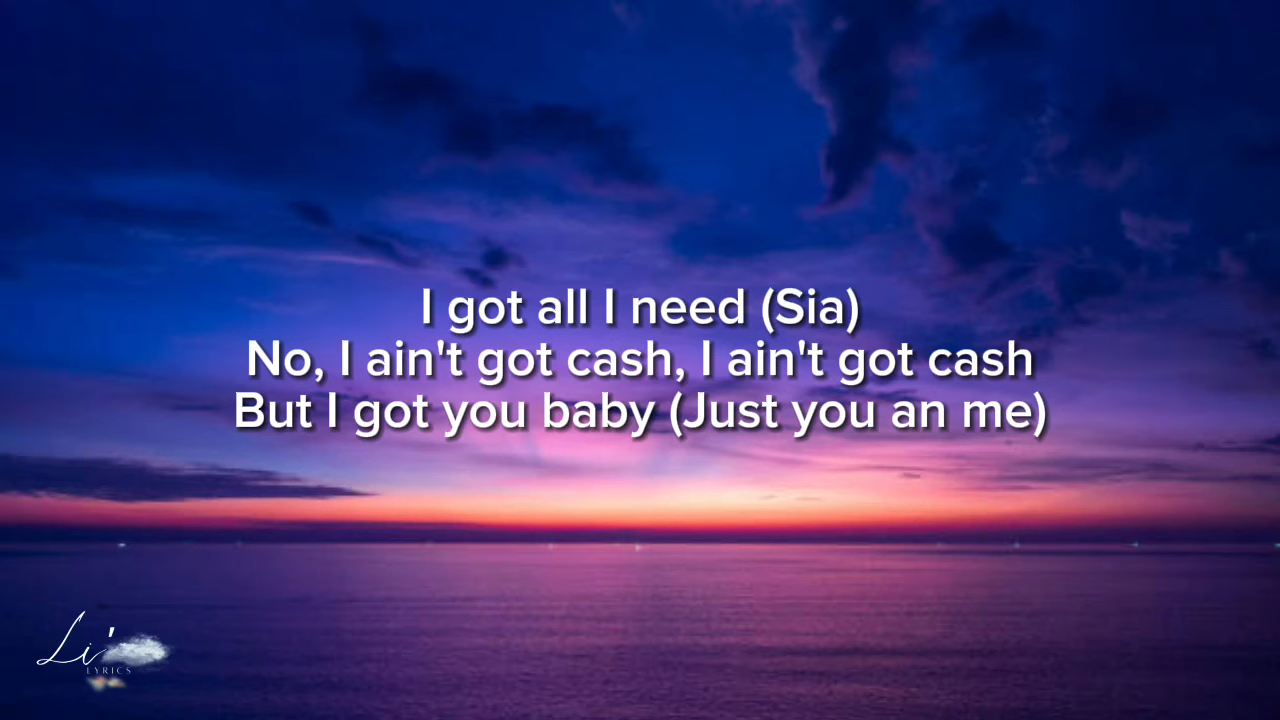 I got all I need (Sia)
No, I ain't got cash, I ain't got cash
But I got you baby (Just you an me)
Li'
LYRICS